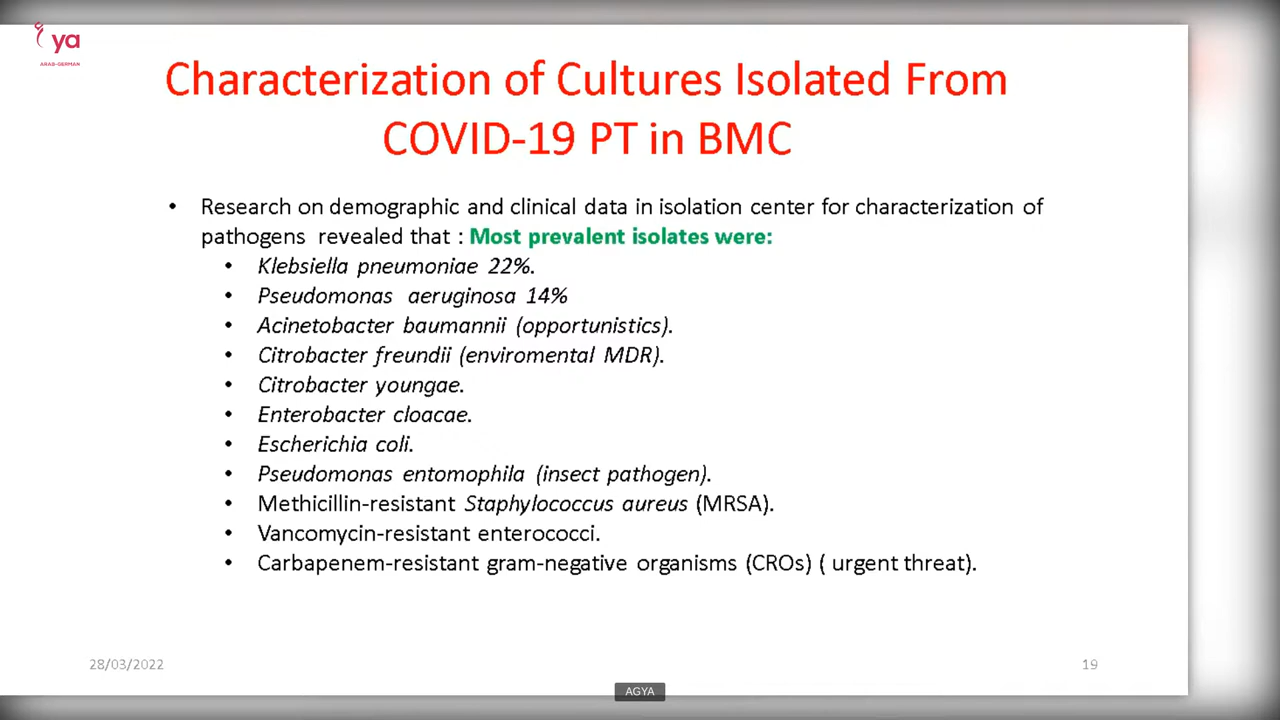 ya
ARAB-GERMAN
Characterization of Cultures Isolated From
COVID-19 PT in BMC
• Research on demographic and clinical data in isolation center for characterization of
pathogens revealed that : Most prevalent isolates were:
• Klebsiella pneumoniae 22%.
• Pseudomonas aeruginosa 14%
• Acinetobacter baumannii (opportunistics).
• Citrobacter freundii (enviromental MDR).
• Citrobacter youngae.
• Enterobacter cloacae.
• Escherichia coli.
• Pseudomonas entomophila (insect pathogen).
• Methicillin-resistant Staphylococcus aureus (MRSA).
• Vancomycin-resistant enterococci.
• Carbapenem-resistant gram-negative organisms (CROs) ( urgent threat).
28/03/2022
19
AGYA